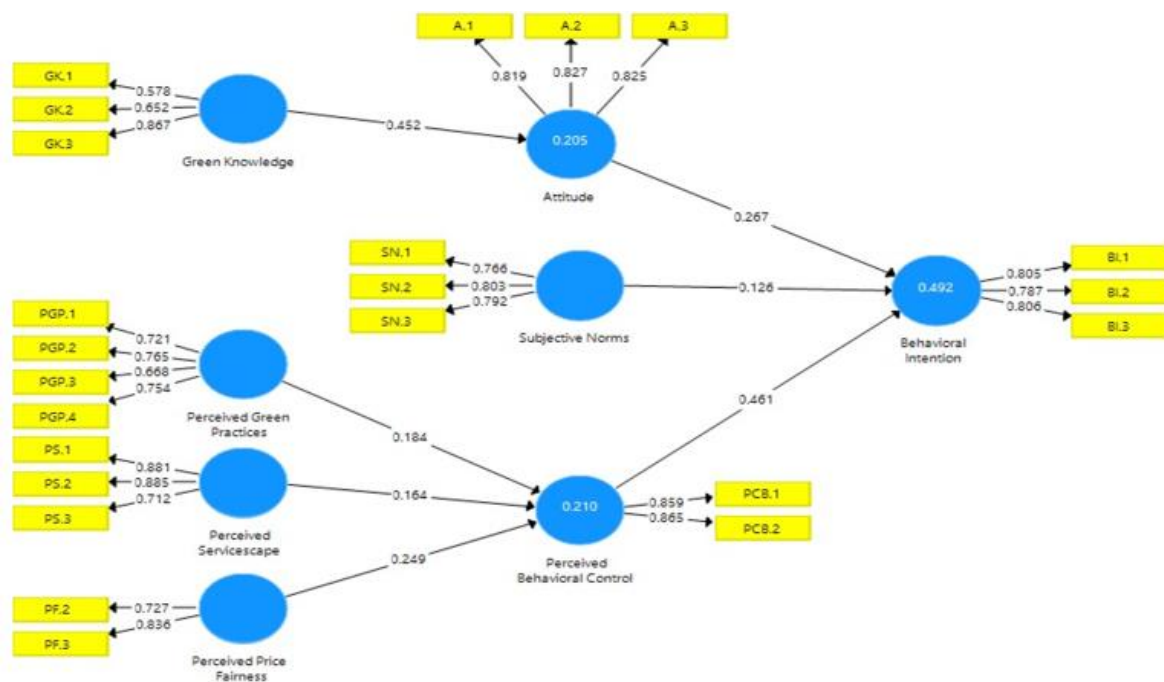 A.1
A.2
A.3
0.819
0.827
0.825
GK.1
GK.2
GK.3
0.578
0.652
0.867
Green Knowledge
0.452
0.205
Attitude
0.267
SN.1
SN.2
SN.3
0.766
0.803
0.792
Subjective Norms
0.126
0.492
Behavioral
Intention
0.805
0.787
0.806
BI.1
BI.2
BI.3
PGP.1
PGP.2
PGP.3
PGP.4
0.721
0.765
0.668
0.754
Perceived Green
Practices
0.184
0.461
PS.1
PS.2
PS.3
0.881
0.885
0.712
Perceived
Servicescape
0.164
0.210
Perceived
Behavioral Control
0.859
0.865
PCB.1
PCB.2
0.249
PF.2
PF.3
0.727
0.836
Perceived Price
Fairness